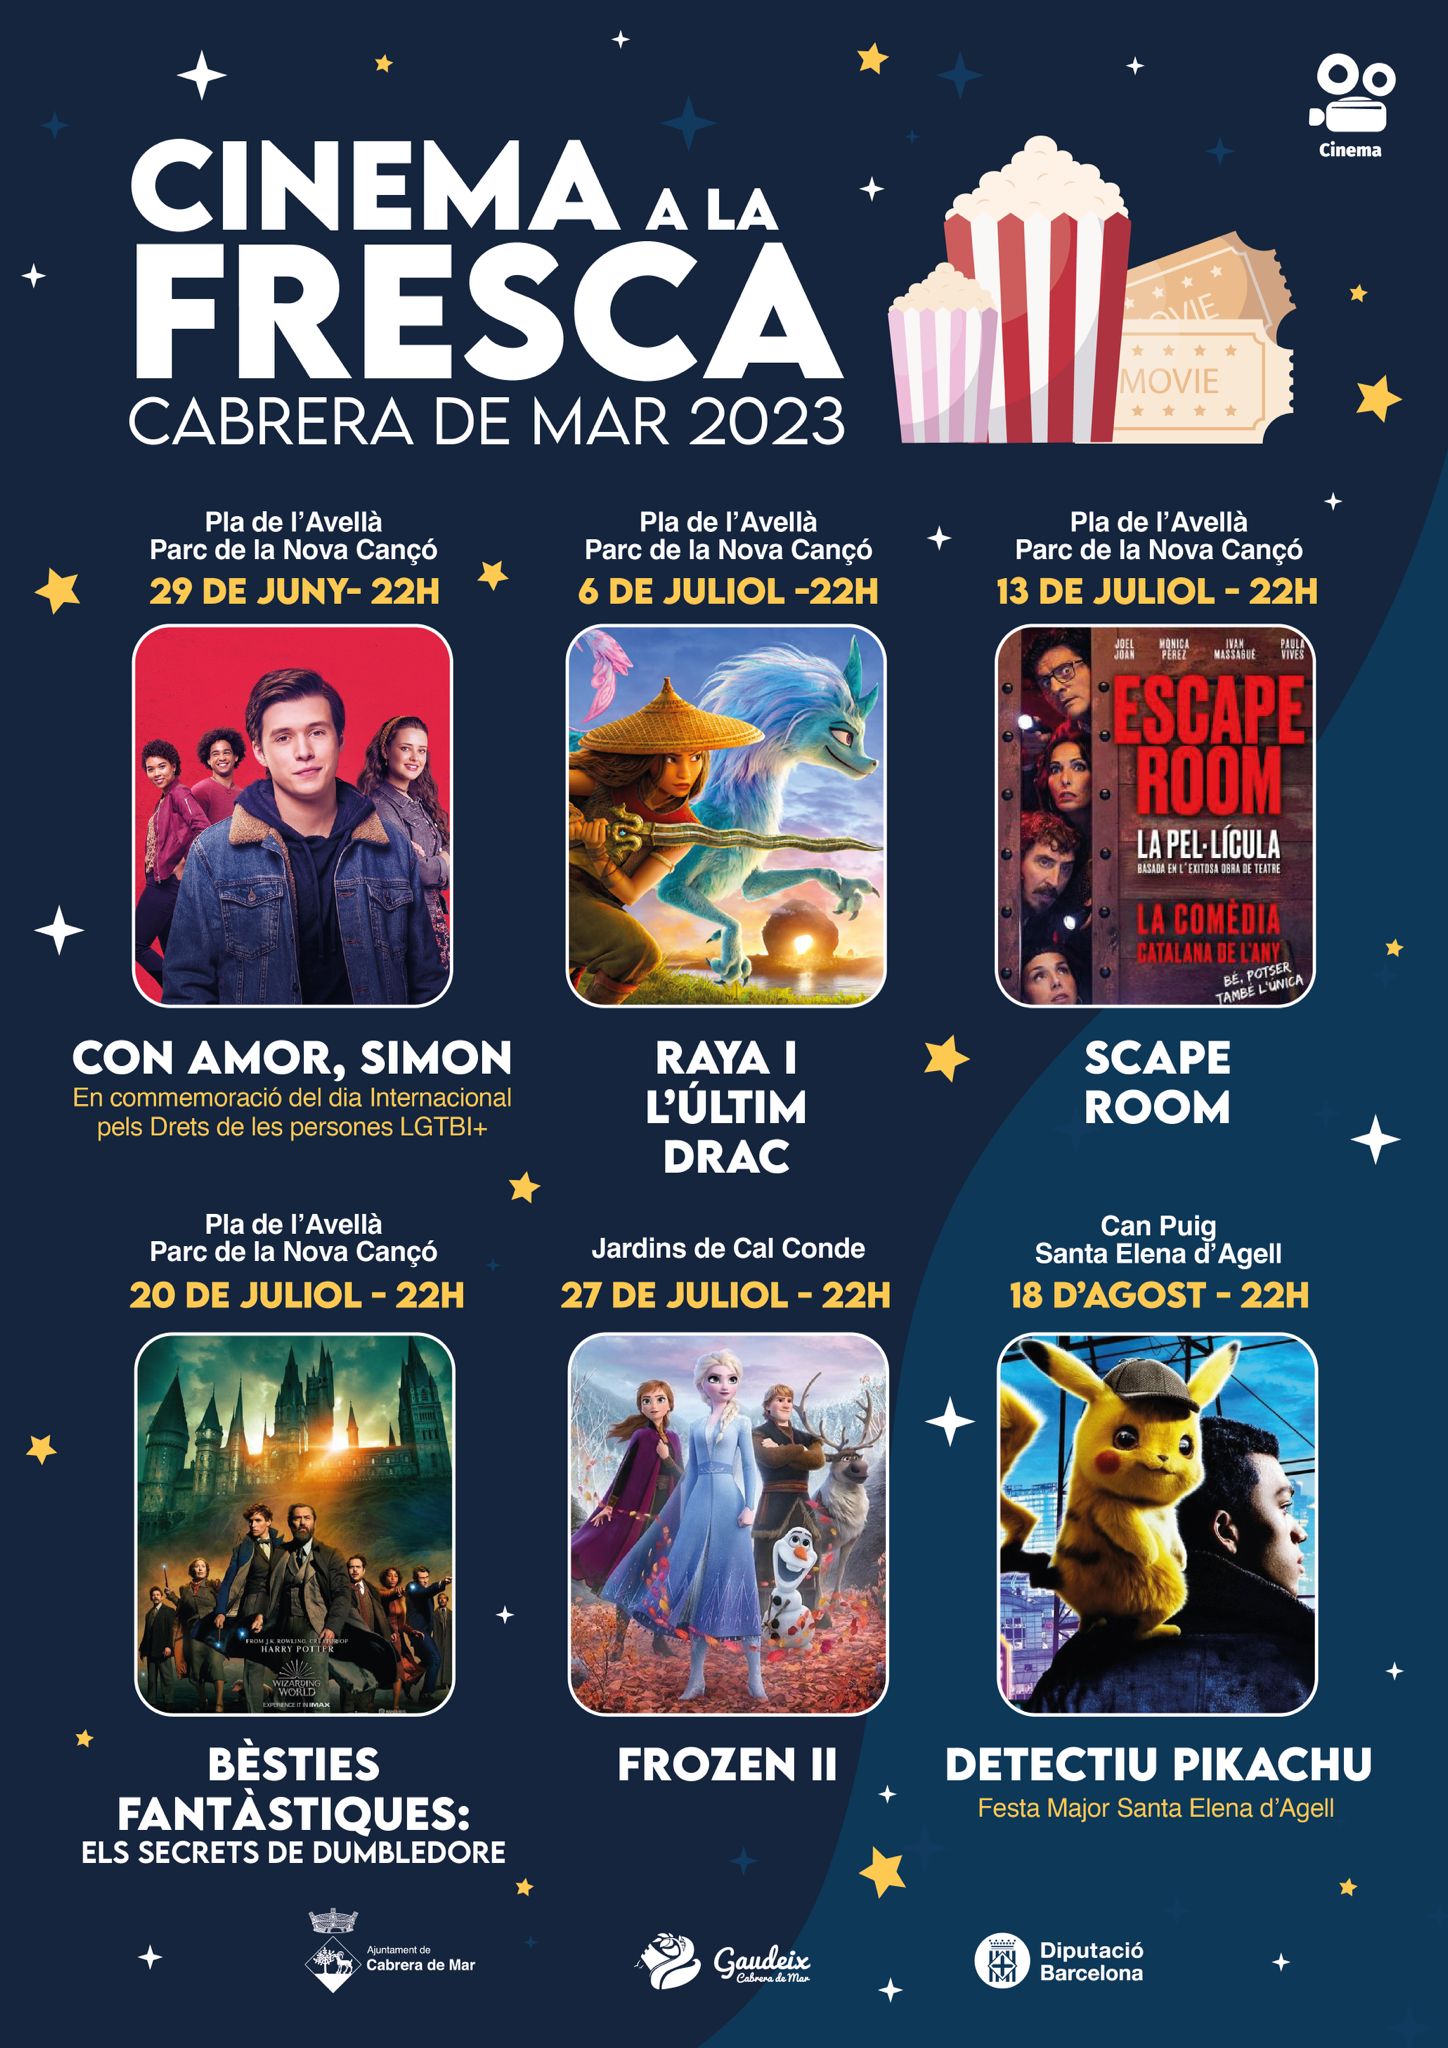 Cinema
CINEMA A LA
FRESCA
CABRERA DE MAR 2023
MOVIE
MOVIE
Pla de l'Avellà
Parc de la Nova Cançó
29 DE JUNY- 22H
CON AMOR, SIMON
En commemoració del dia Internacional
pels Drets de les persones LGTBI+
Pla de l'Avellà
Parc de la Nova Cançó
6 DE JULIOL -22H
RAYA I
L'ÚLTIM
DRAC
Pla de l'Avellà
Parc de la Nova Cançó
13 DE JULIOL - 22H
JOEL JOAN
MÒNICA PÉREZ
IVAN MASSAGUÉ
PAULA VIVES
ESCAPE
ROOM
LA PEL·LÍCULA
BASADA EN L'EXITOSA OBRA DE TEATRE
LA COMÈDIA
CATALANA DE L'ANY
BÉ, POTSER
TAMBÉ L'ÚNICA
SCAPE
ROOM
Pla de l'Avellà
Parc de la Nova Cançó
20 DE JULIOL - 22H
FROM J.K. ROWLING, CREATOR OF
HARRY POTTER
WIZARDING
WORLD
EXPERIENCE IT IN IMAX
BÈSTIES
FANTÀSTIQUES:
ELS SECRETS DE DUMBLEDORE
Jardins de Cal Conde
27 DE JULIOL - 22H
FROZEN II
Can Puig
Santa Elena d'Agell
18 D'AGOST - 22H
DETECTIU PIKACHU
Festa Major Santa Elena d'Agell
Ajuntament de
Cabrera de Mar
Gaudeix
Cabrera de Mar
Diputació
Barcelona